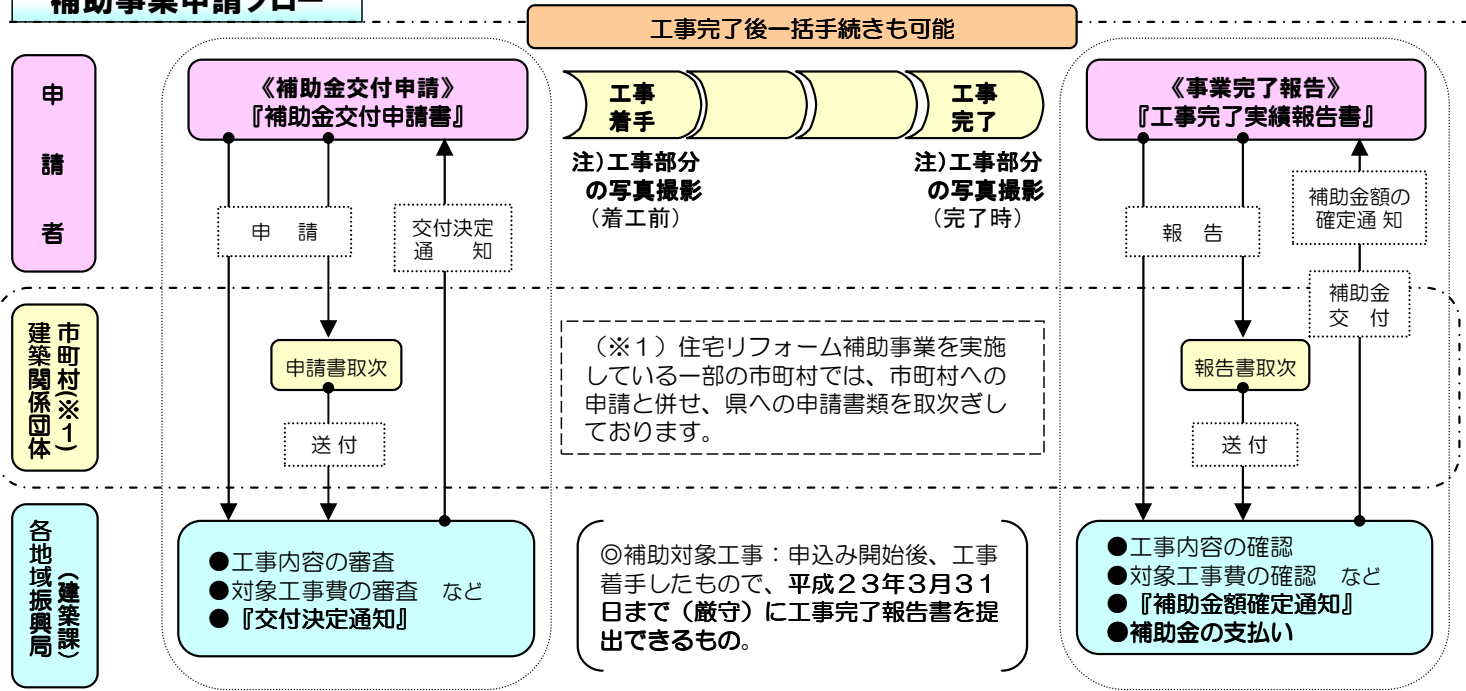 補助事業申請フロー
工事完了後一括手続きも可能
申請者
《補助金交付申請》
『補助金交付申請書』
工事
着手
工事
完了
《事業完了報告》
『工事完了実績報告書』
注)工事部分
の写真撮影
（着工前）
注)工事部分
の写真撮影
（完了時）
申　請
交付決定
通　　知
報　告
補助金額の
確定通 知
補助金
交　付
市町村(※１)
建築関係団体
申請書取次
送 付
（※１）住宅リフォーム補助事業を実施
している一部の市町村では、市町村への
申請と併せ、県への申請書類を取次ぎし
ております。
報告書取次
送 付
各地域振興局
（建築課）
●工事内容の審査
●対象工事費の審査　など
●『交付決定通知』
◎補助対象工事：申込み開始後、工事
着手したもので、平成２３年３月３１
日まで（厳守）に工事完了報告書を提
出できるもの。
●工事内容の確認
●対象工事費の確認　など
●『補助金額確定通知』
●補助金の支払い